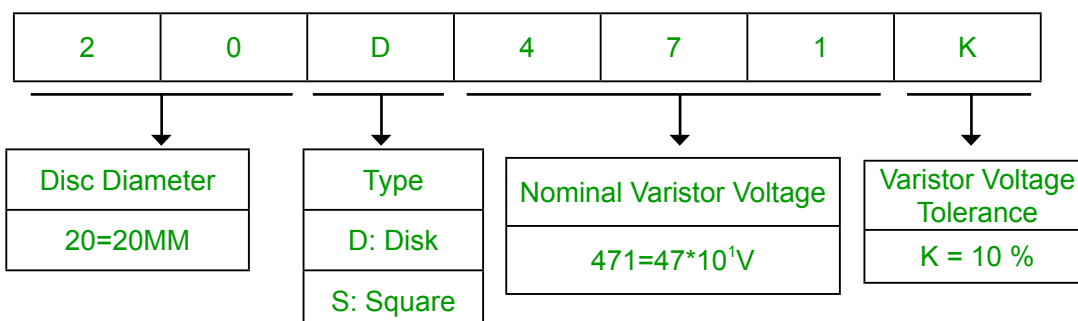 2 0 D 4 7 1 K
Disc Diameter
20=20MM
Type
D: Disk
S: Square
Nominal Varistor Voltage
471=47*10¹V
Varistor Voltage
Tolerance
K = 10 %